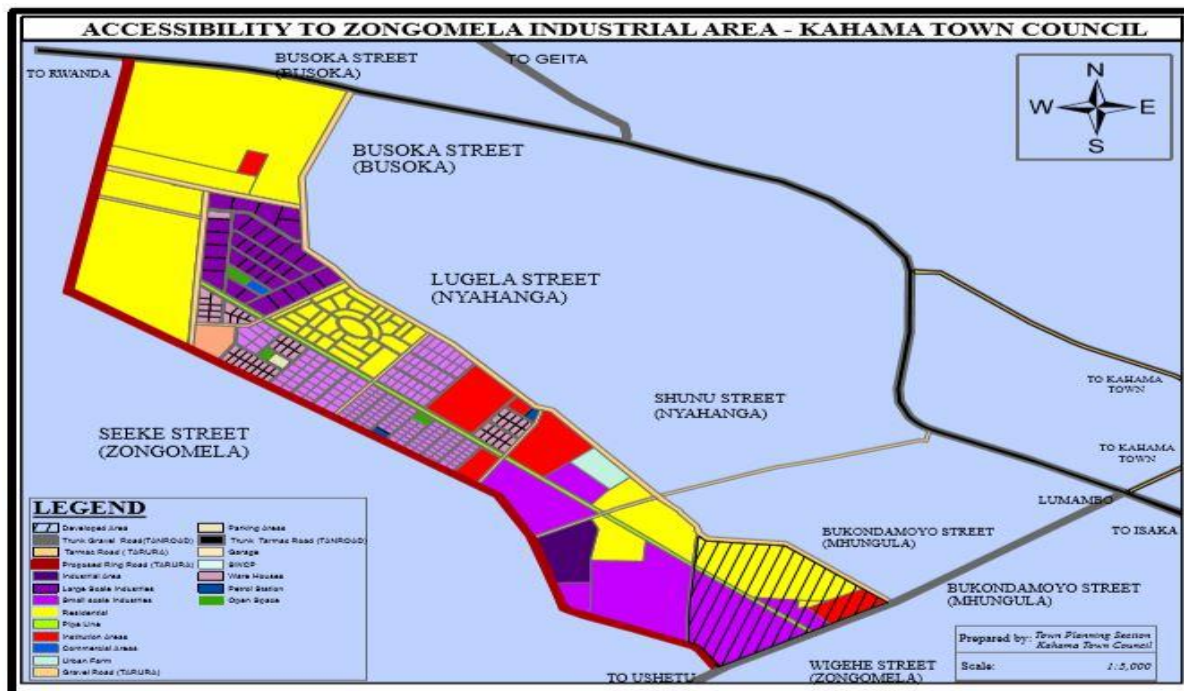 ACCESSIBILITY TO ZONGOMELA INDUSTRIAL AREA - KAHAMA TOWN COUNCIL
TO RWANDA
BUSOKA STREET
(BUSOKA)
TO GEITA
N
W E
S
BUSOKA STREET
(BUSOKA)
LUGELA STREET
(NYAHANGA)
TO KAHAMA
TOWN
SHUNU STREET
(NYAHANGA)
SEEKE STREET
(ZONGOMELA)
TO KAHAMA
TOWN
LUMAMBO
TO ISAKA
BUKONDAMOYO STREET
(MHUNGULA)
BUKONDAMOYO STREET
(MHUNGULA)
WIGEHE STREET
(ZONGOMELA)
TO USHETU
LEGEND
Developed Area
Trunk Gravel Road(TANROAD)
Tarmac Road ( TARURA)
Proposed Ring Road (TARURA)
Industrial Area
Large Scale Industries
Small scale Industries
Residential
Pipe Line
Institution Areas
Commercial Areas
Urban Farm
Gravel Road (TARURA)
Parking Areas
Trunk Tarmac Road (TANROAD)
Garage
Ware Houses
Petrol Station
Open Space
Prepared by: Town Planning Section
Kahama Town Council
Scale: 1:5,000